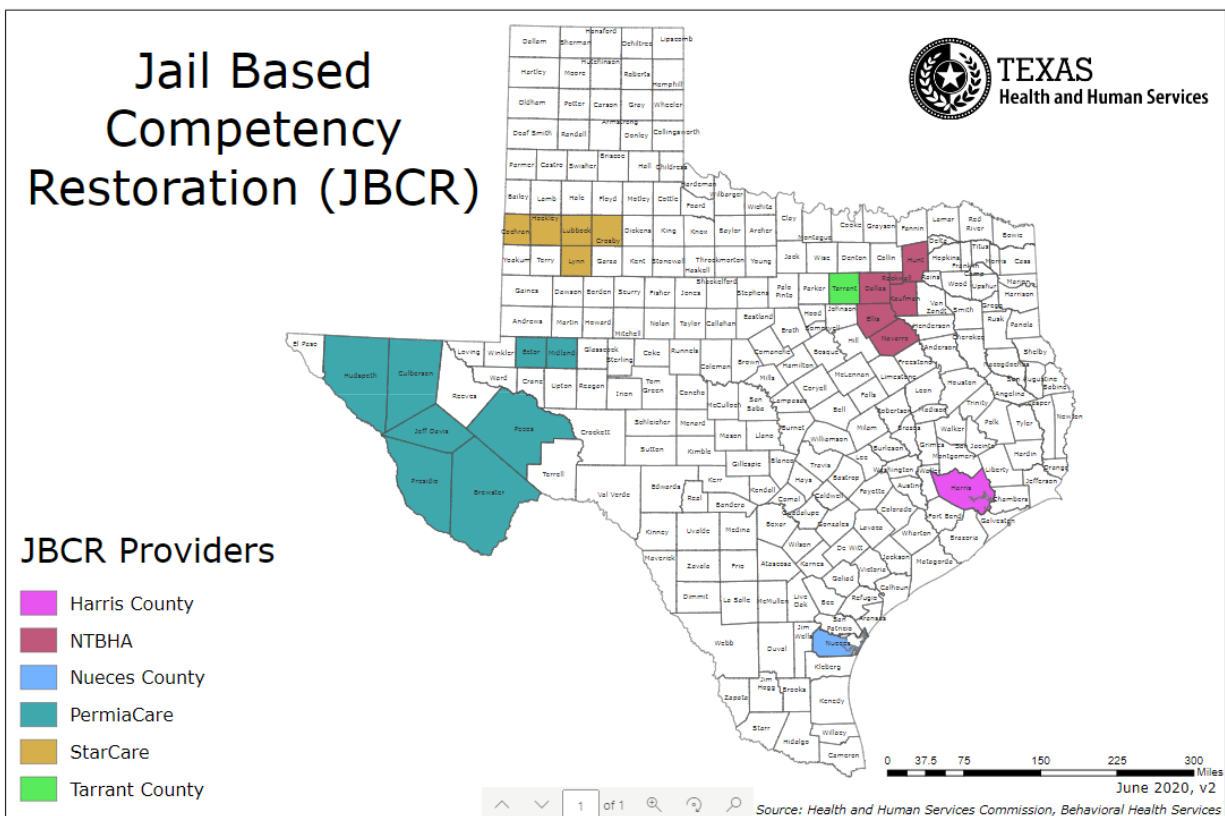 Jail Based
Competency
Restoration (JBCR)
TEXAS
Health and Human Services
Hansford
Dallam Sherman Ochiltree Lipscomb
Hutchinson
Hartley Moore Roberts Hemphill
Oldham Potter Carson Gray Wheeler
Armstrong
Deaf Smith Randall Donley Collingsworth
Briscoe
Parmer Castro Swisher Hall Childress
Hardeman
Bailey Lamb Hale Floyd Motley Cottle Foard Wilbarger Wichita
Clay Montague Cooke Grayson Fannin Lamar Red River Bowie
Cochran Hockley Lubbock Crosby Dickens King Knox Baylor Archer
Delta Titus Hopkins Franklin Camp Morris Cass
Yoakum Terry Lynn Garza Kent Stonewall Haskell Throckmorton Young
Jack Wise Denton Collin Hunt Rockwall Rains Wood Upshur Marion Harrison
Gaines Dawson Borden Scurry Fisher Jones Shackelford Stephens
Palo Pinto Parker Tarrant Dallas Kaufman Van Zandt Smith Gregg
Andrews Martin Howard Mitchell Nolan Taylor Callahan Eastland
Erath Hood Somervell Johnson Ellis Navarro Henderson Rusk Panola
El Paso Hudspeth Culberson Loving Winkler Ector Midland Glasscock Sterling Coke Runnels Coleman Brown Comanche
Hamilton Bosque Hill Freestone Anderson Cherokee Nacogdoches Shelby
Reeves Ward Crane Upton Reagan Irion Tom Green Concho McCulloch San Saba Mills Lampasas Coryell McLennan Limestone Falls Leon Houston Angelina San Augustine Sabine
Jeff Davis Pecos Crockett Schleicher Menard Mason Llano Burnet Bell Milam Robertson Madison Trinity Polk Tyler Jasper Newton
Presidio Brewster Terrell Sutton Kimble Gillespie Blanco Williamson Burleson Brazos Grimes Walker San Jacinto Hardin Orange
Val Verde Edwards Real Kerr Kendall Bandera Hays Travis Bastrop Lee Washington Waller Montgomery Liberty Jefferson
Comal Caldwell Fayette Austin Harris Chambers
Kinney Uvalde Medina Bexar Guadalupe Gonzales Lavaca Colorado Fort Bend Galveston
Maverick Zavala Frio Atascosa Wilson Karnes De Witt Jackson Wharton Brazoria
Dimmit La Salle McMullen Live Oak Bee Goliad Victoria Calhoun Matagorda
Refugio San Patricio Aransas
Webb Duval Jim Wells Nueces
Kleberg
Zapata Jim Hogg Brooks Kenedy
Starr Hidalgo Willacy
Cameron
JBCR Providers
Harris County
NTBHA
Nueces County
PermiaCare
StarCare
Tarrant County
0 37.5 75 150 225 300
Miles
June 2020, v2
1 of 1
Source: Health and Human Services Commission, Behavioral Health Services